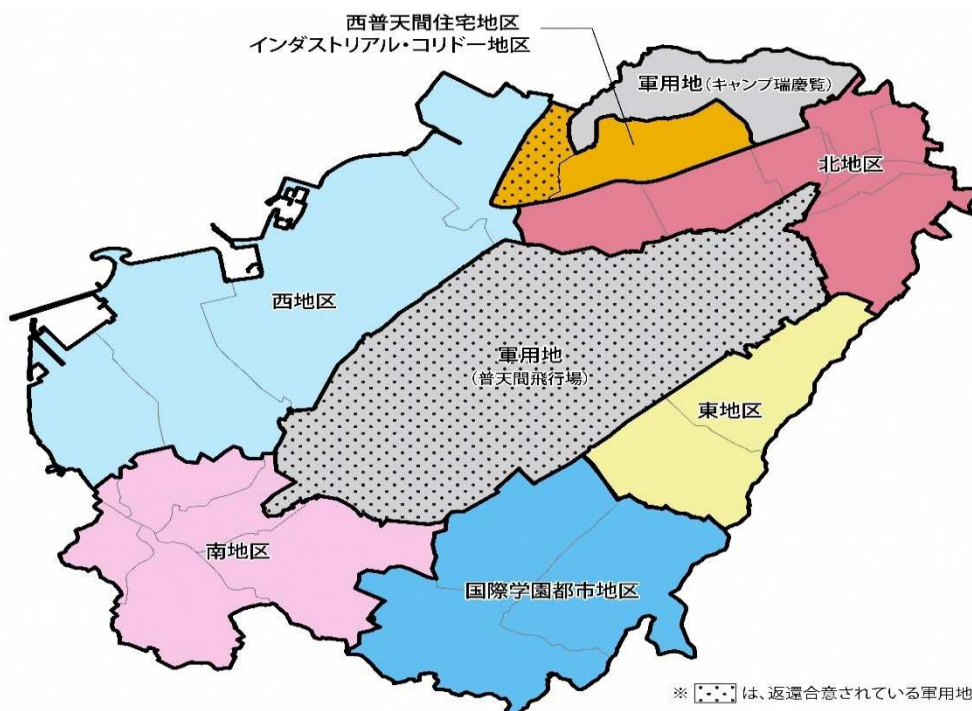 西普天間住宅地区
インダストリアル・コリドー地区
軍用地(キャンプ瑞慶覧)
北地区
西地区
軍用地
(普天間飛行場)
東地区
南地区
国際学園都市地区
※ は、返還合意されている軍用地